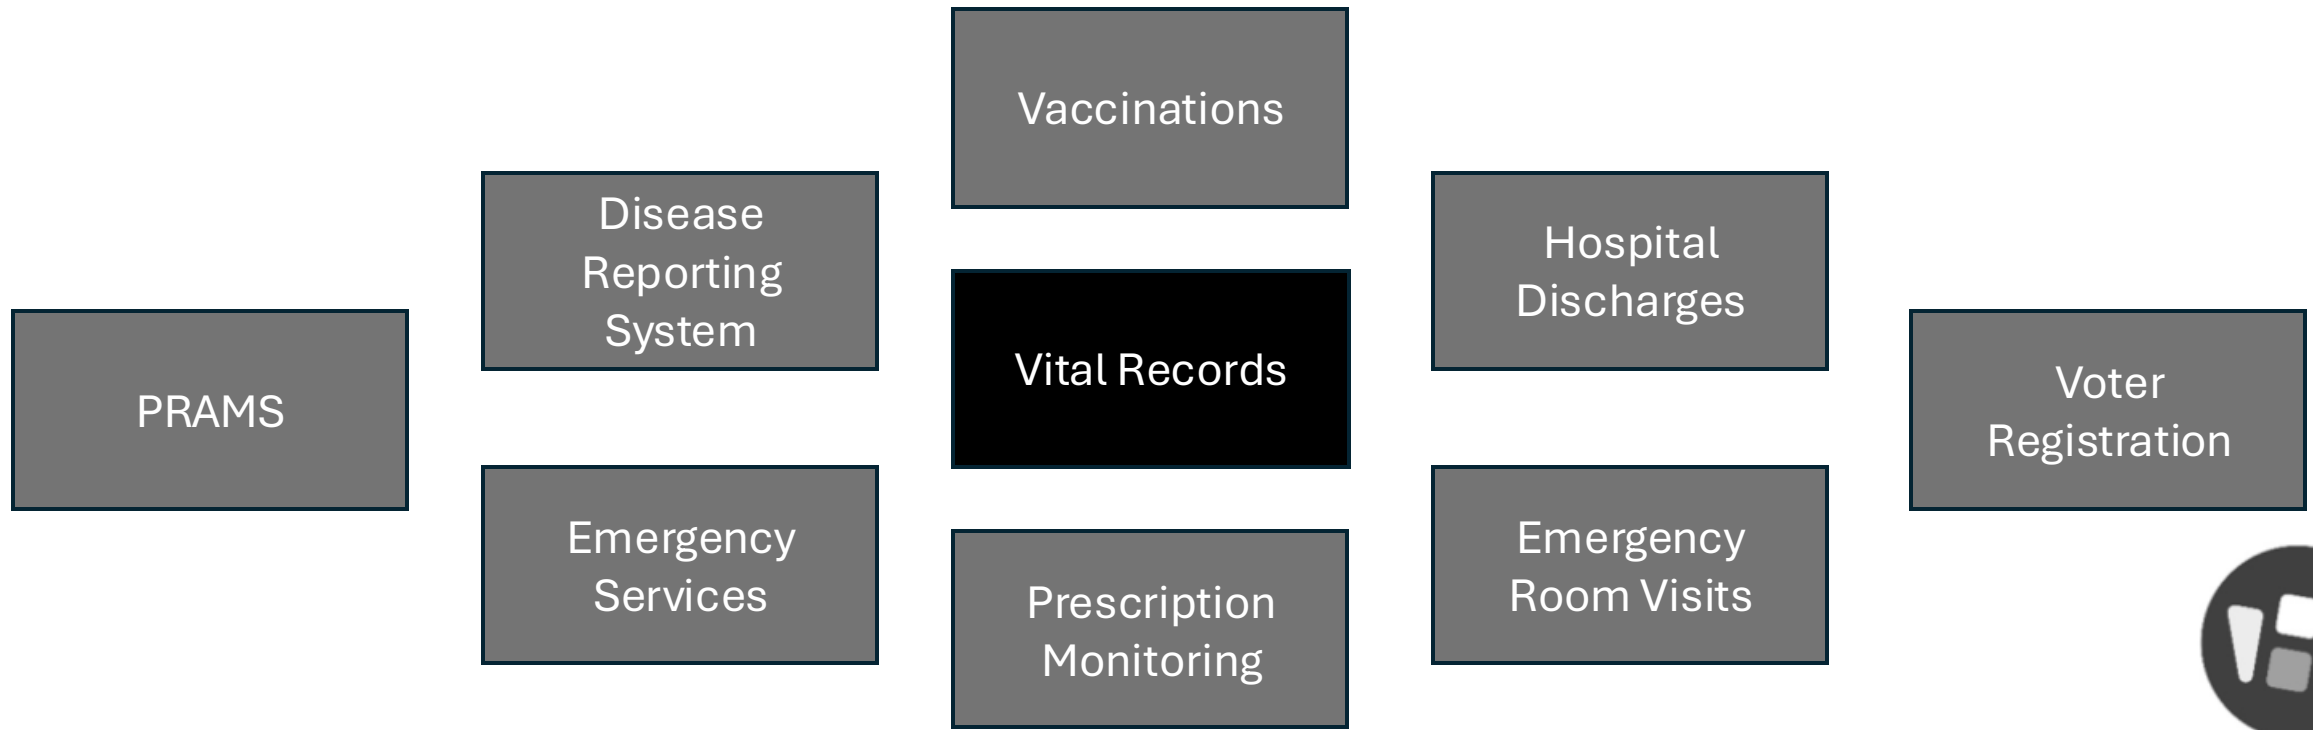 Vaccinations
Disease
Reporting
System
Hospital
Discharges
PRAMS
Vital Records
Voter
Registration
Emergency
Services
Prescription
Monitoring
Emergency
Room Visits